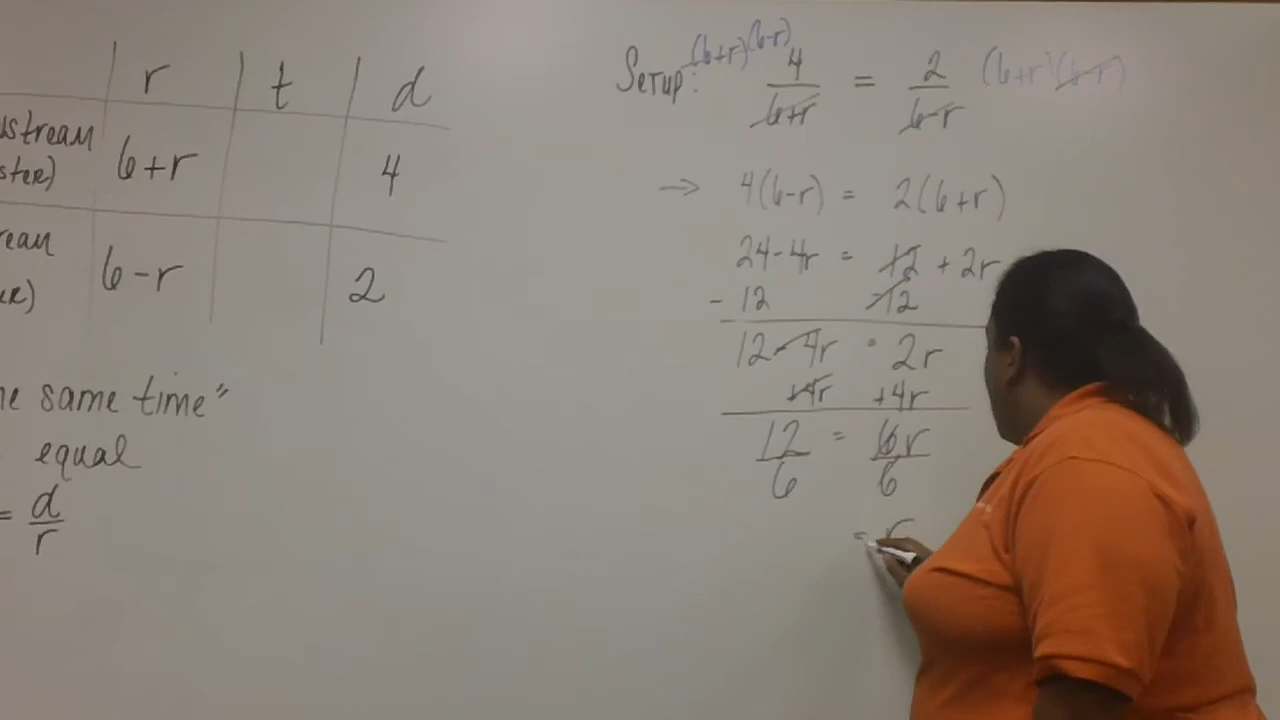 r t d
stream 6+r 4
6-r 2
same time"
equal
= d/r
Setup: (6+r)(6-r) 4/(6+r) = 2/(6-r) (6+r)(6-r)
→ 4(6-r) = 2(6+r)
24-4r = 12 + 2r
- 12 -12
12-4r = 2r
+4r +4r
12/6 = 6r/6
= r